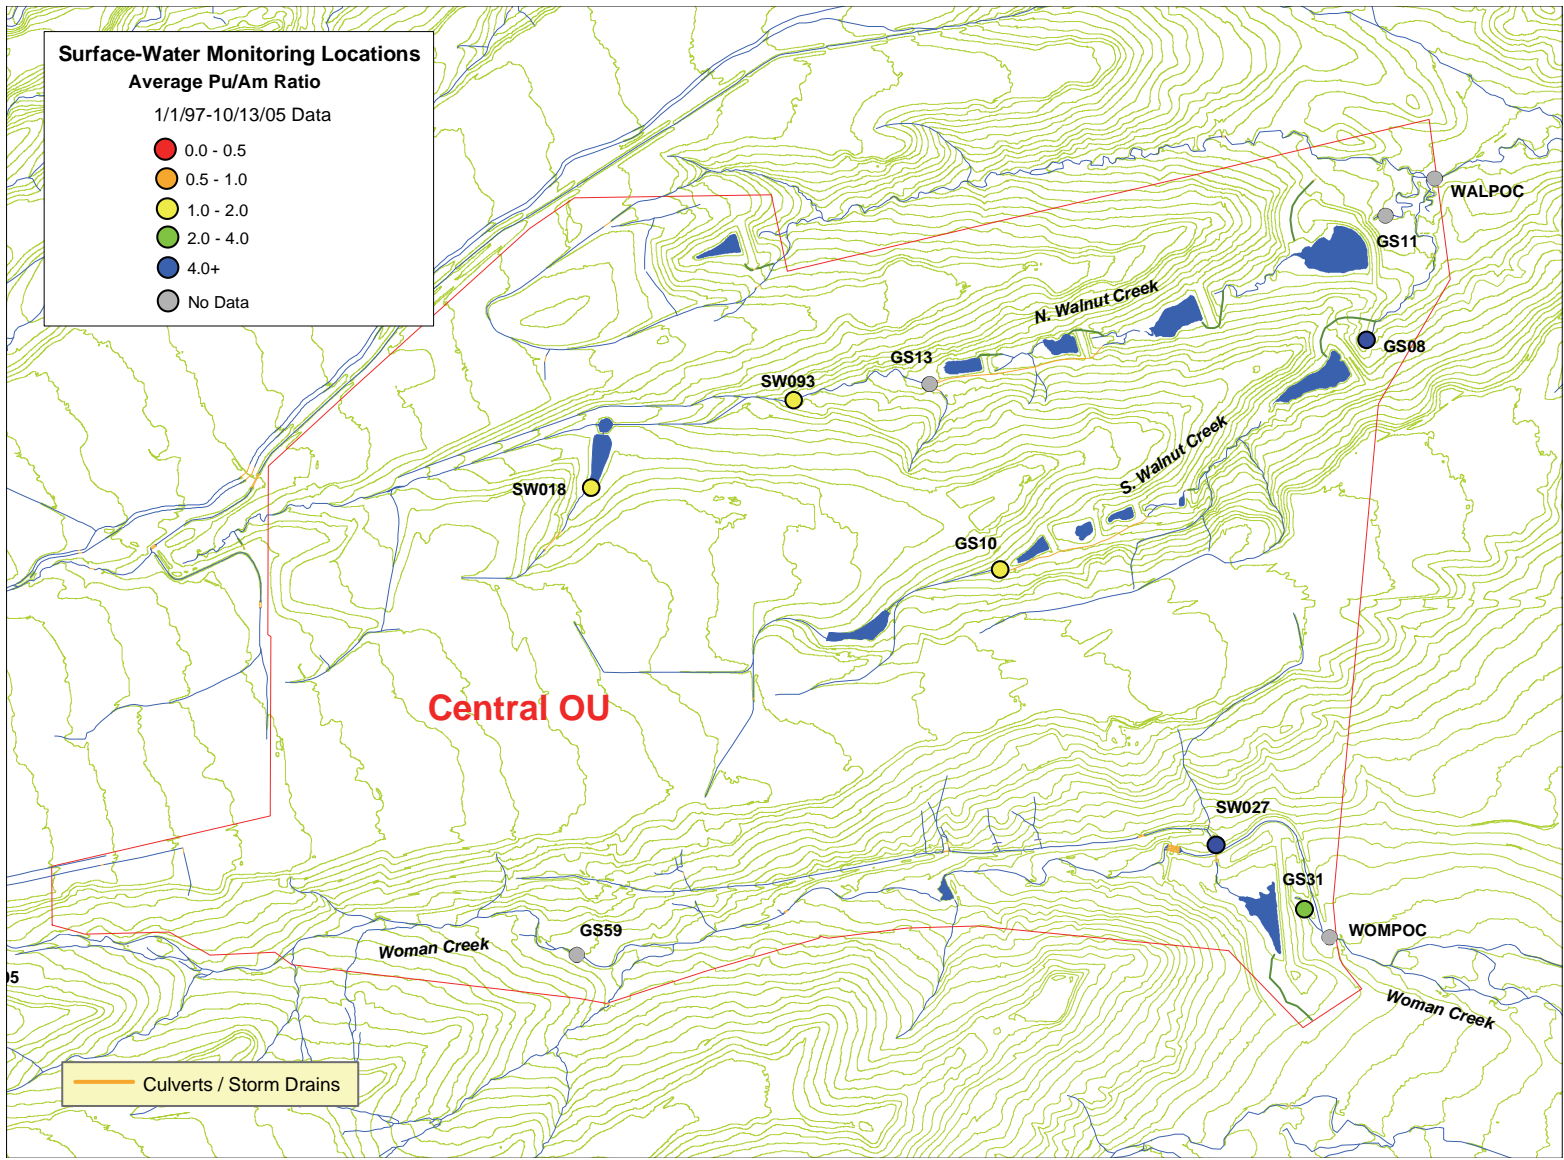 Surface-Water Monitoring Locations
Average Pu/Am Ratio
1/1/97-10/13/05 Data
0.0 - 0.5
0.5 - 1.0
1.0 - 2.0
2.0 - 4.0
4.0+
No Data
WALPOC
GS11
N. Walnut Creek
GS08
GS13
SW093
S. Walnut Creek
SW018
GS10
Central OU
SW027
GS31
WOMPOC
GS59
Woman Creek
Woman Creek
Culverts / Storm Drains